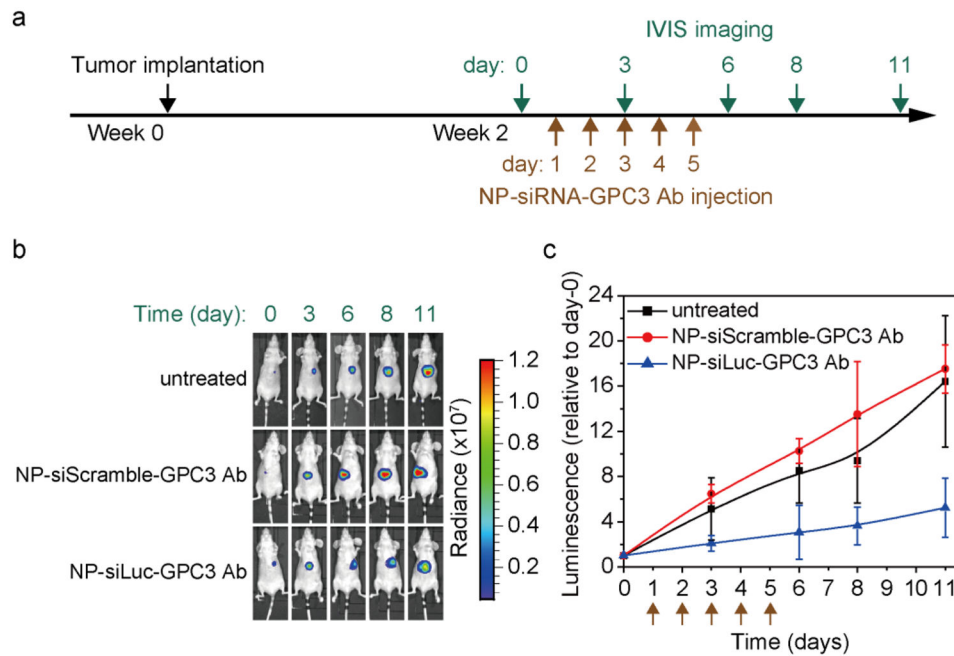 a
IVIS imaging
Tumor implantation
day: 0 3 6 8 11
Week 0
Week 2
day: 1 2 3 4 5
NP-siRNA-GPC3 Ab injection
b
Time (day): 0 3 6 8 11
untreated
NP-siScramble-GPC3 Ab
NP-siLuc-GPC3 Ab
1.2
1.0
0.8
0.6
0.4
0.2
Radiance (x10⁷)
c
Luminescence (relative to day-0)
24
20
16
12
8
4
0
untreated
NP-siScramble-GPC3 Ab
NP-siLuc-GPC3 Ab
0 1 2 3 4 5 6 7 8 9 10 11
Time (days)